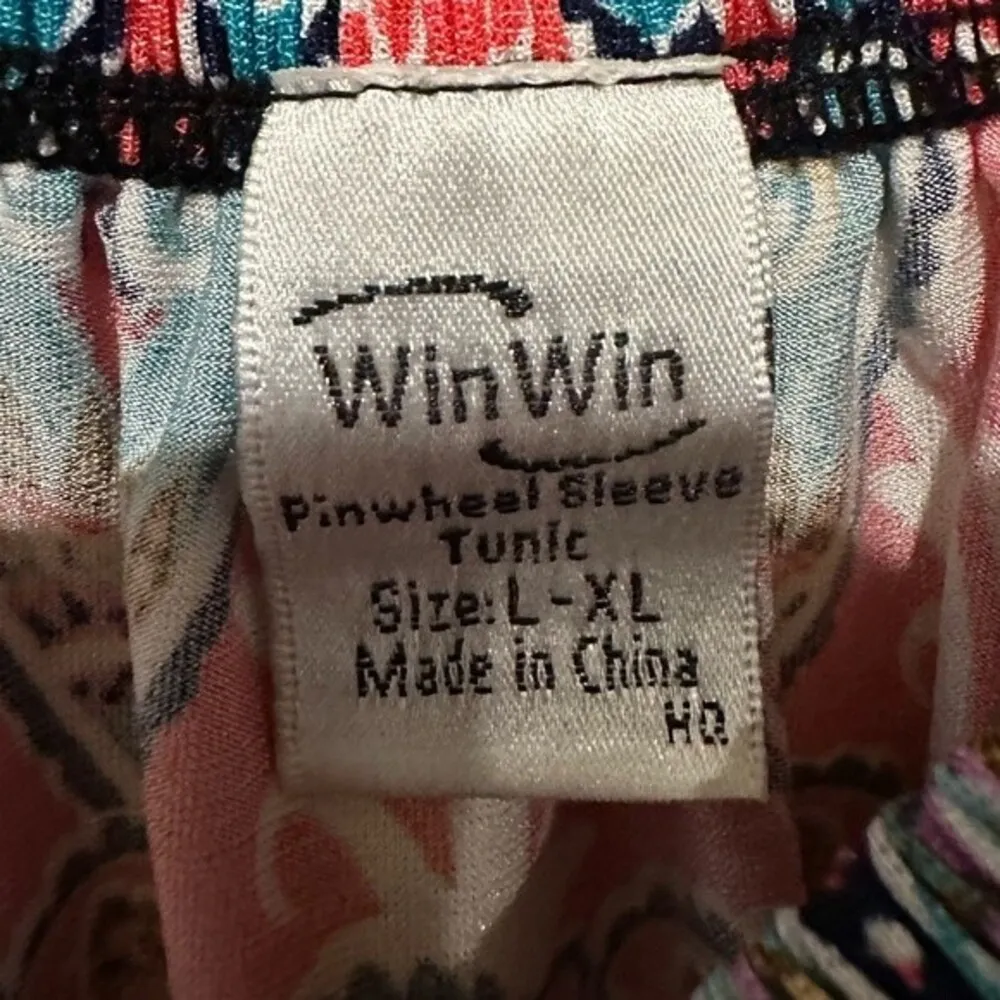 WinWin
Pinwheel Sleeve
Tunic
Size: L-XL
Made in China
HQ